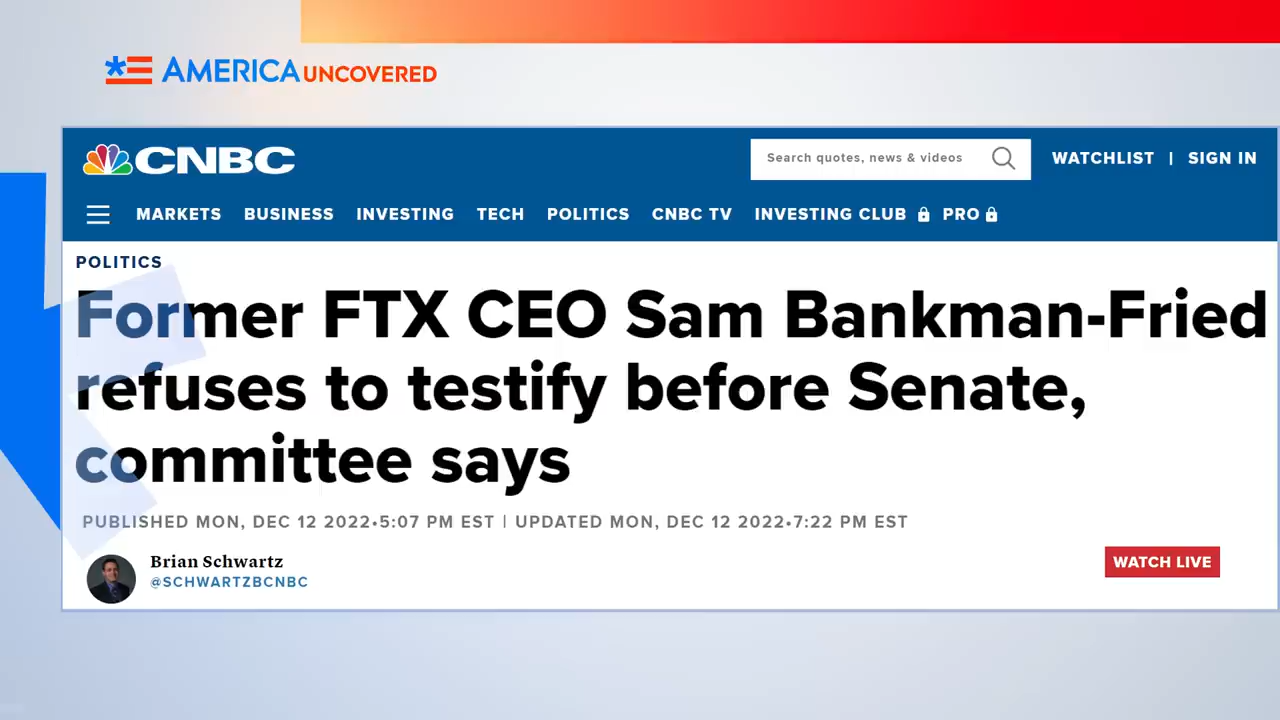 AMERICA UNCOVERED
CNBC
Search quotes, news & videos
WATCHLIST | SIGN IN
MARKETS BUSINESS INVESTING TECH POLITICS CNBC TV INVESTING CLUB PRO
POLITICS
Former FTX CEO Sam Bankman-Fried
refuses to testify before Senate,
committee says
PUBLISHED MON, DEC 12 2022•5:07 PM EST | UPDATED MON, DEC 12 2022•7:22 PM EST
Brian Schwartz
@SCHWARTZBCNBC
WATCH LIVE